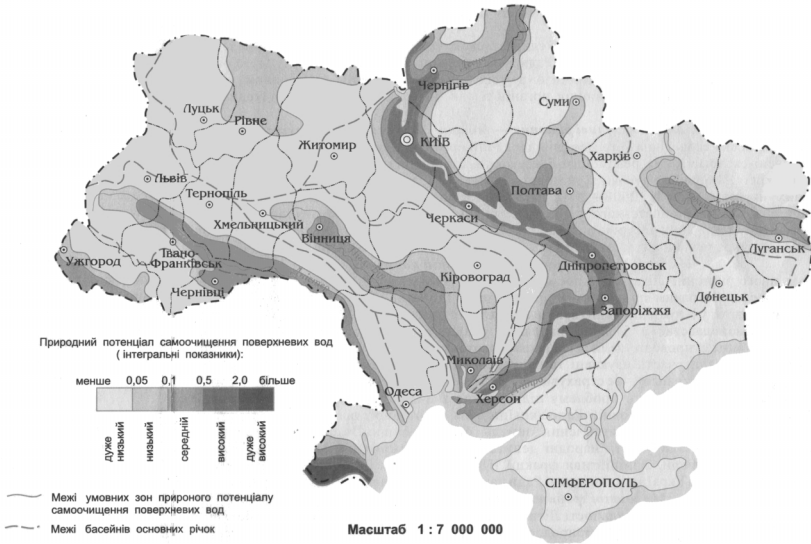 Чернігів
Суми
Луцьк
Рівне
Житомир
КИЇВ
Харків
Львів
Тернопіль
Полтава
Хмельницький
Черкаси
Вінниця
Луганськ
Ужгород
Івано-
Франківськ
Кіровоград
Дніпропетровськ
Чернівці
Донецьк
Запоріжжя
Природний потенціал самоочищення поверхневих вод
( інтегральні показники):
Миколаїв
менше 0,05 0,1 0,5 2,0 більше
Одеса
Херсон
дуже низький
низький
середній
високий
дуже високий
СІМФЕРОПОЛЬ
Межі умовних зон прироного потенціалу
самоочищення поверхневих вод
Межі басейнів основних річок
Масштаб 1 : 7 000 000